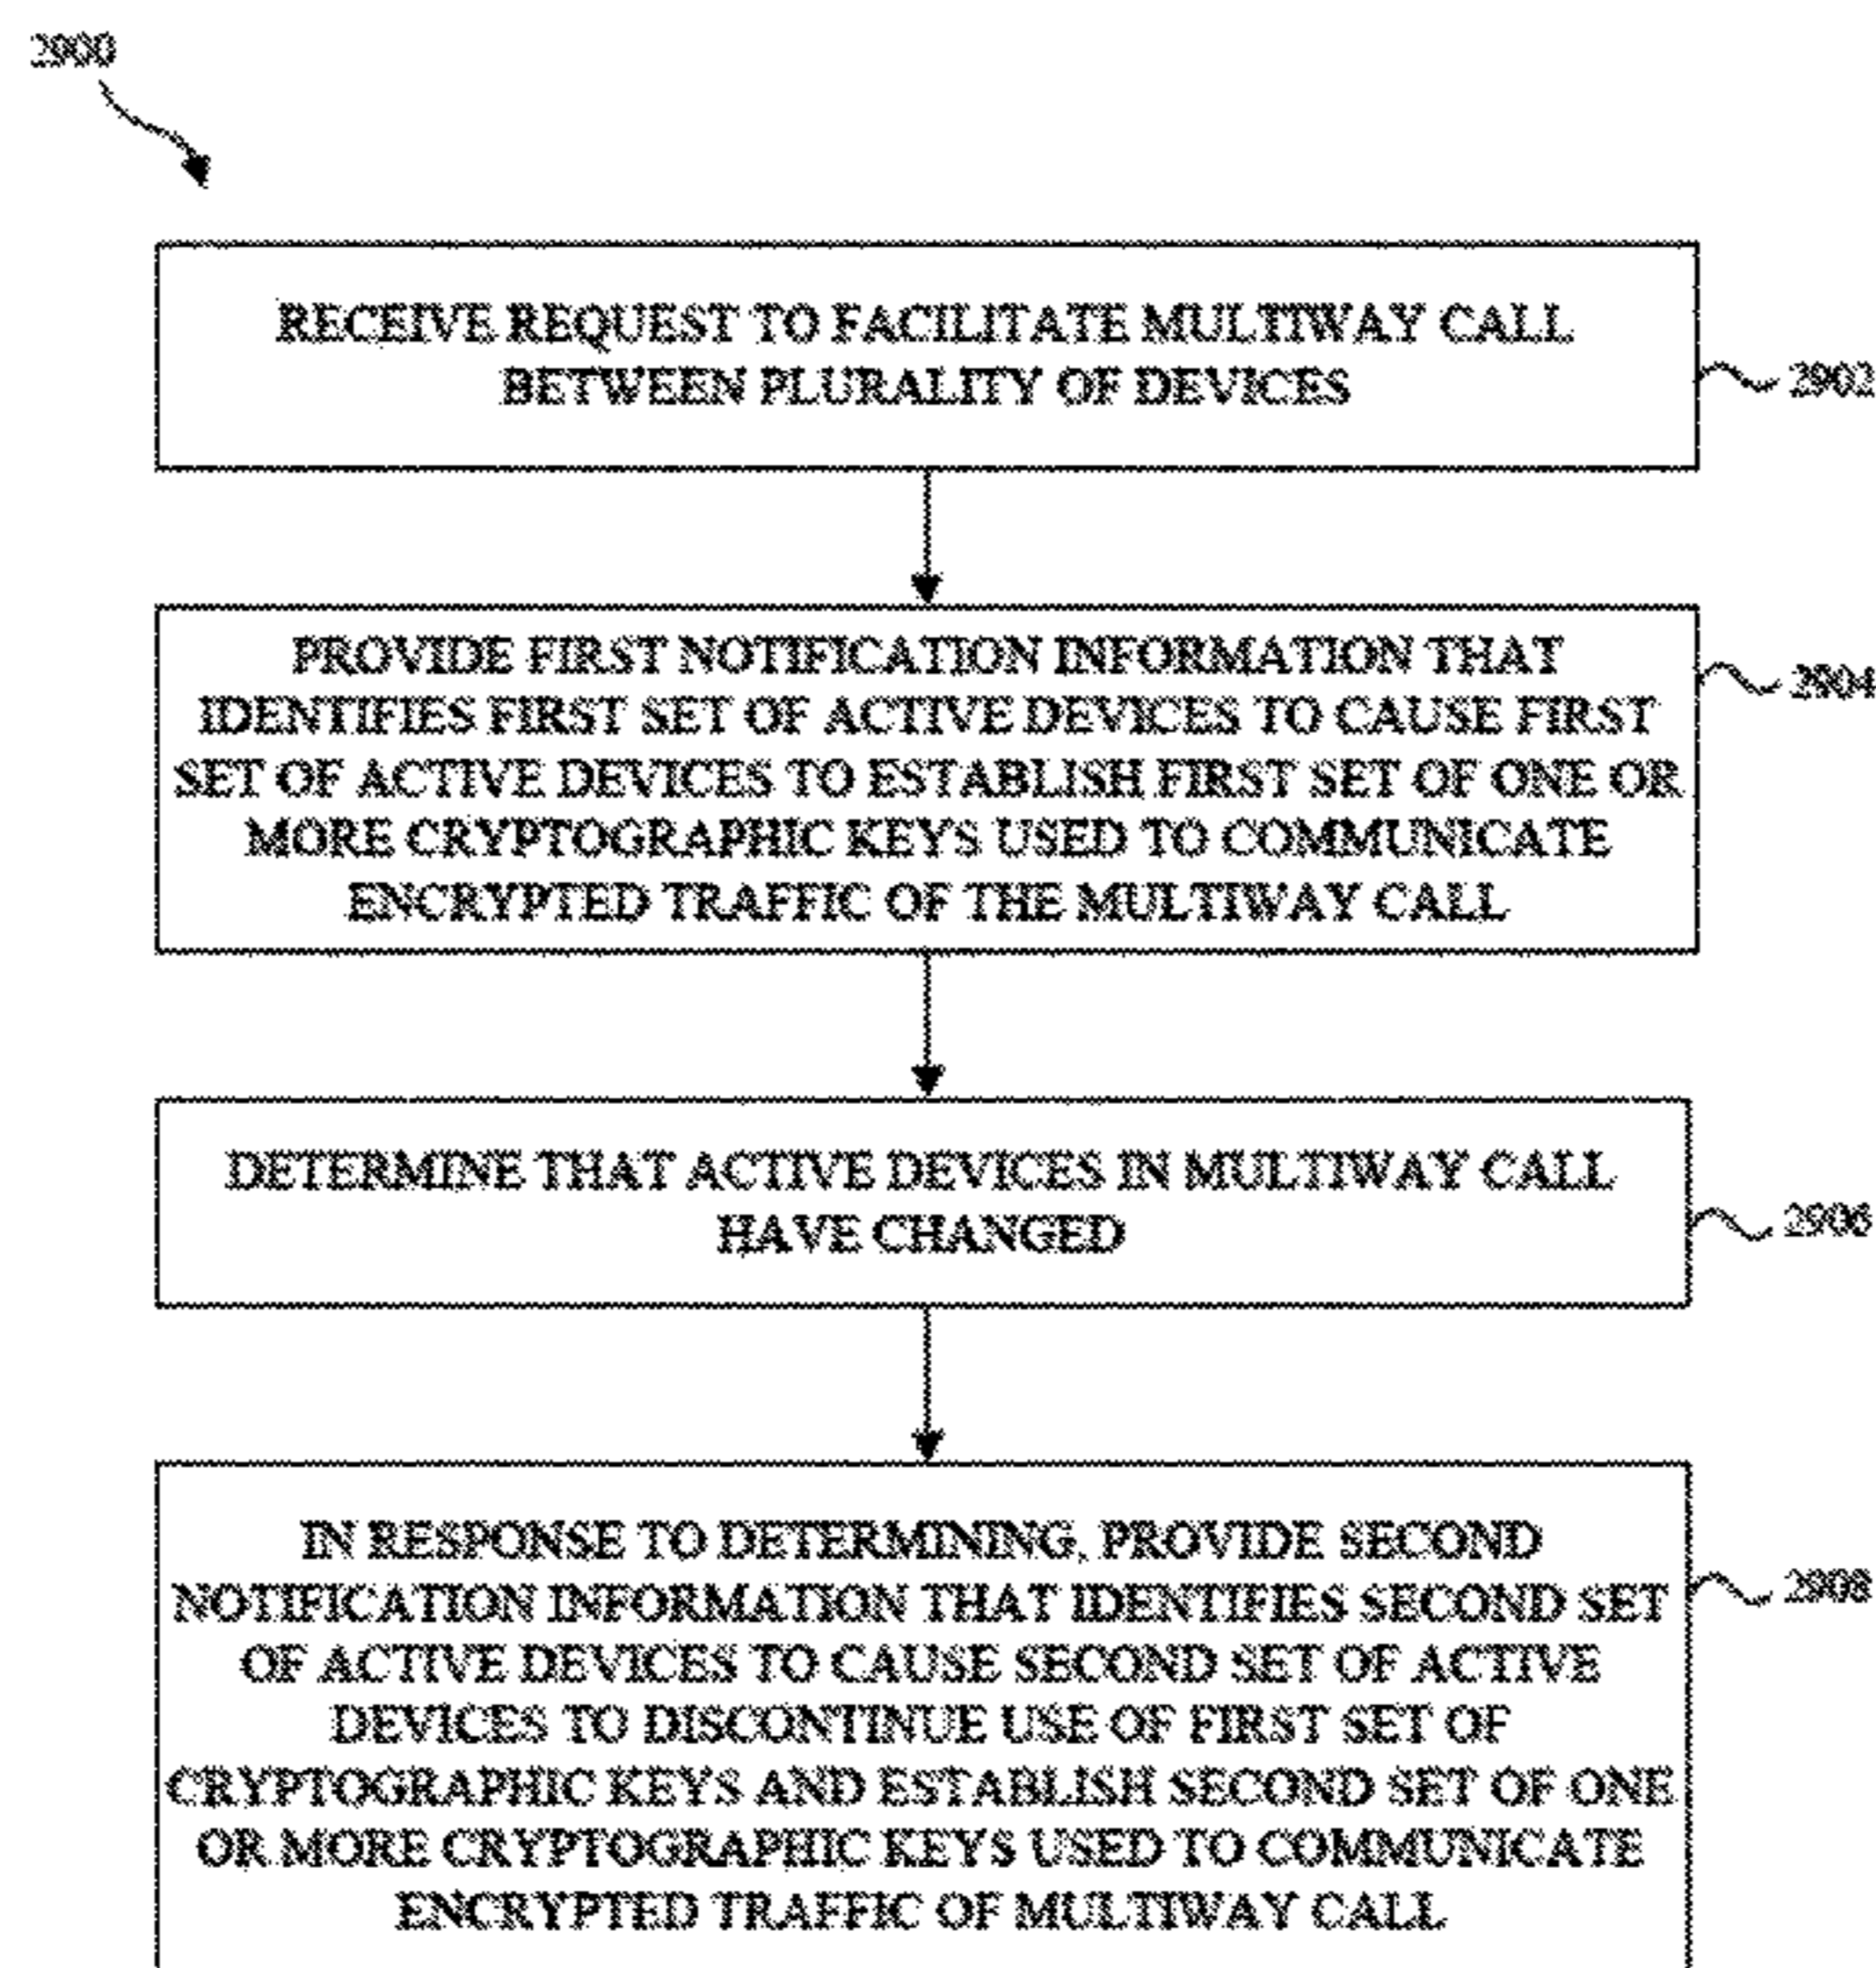 2900
RECEIVE REQUEST TO FACILITATE MULTIWAY CALL
BETWEEN PLURALITY OF DEVICES
2902
PROVIDE FIRST NOTIFICATION INFORMATION THAT
IDENTIFIES FIRST SET OF ACTIVE DEVICES TO CAUSE FIRST
SET OF ACTIVE DEVICES TO ESTABLISH FIRST SET OF ONE OR
MORE CRYPTOGRAPHIC KEYS USED TO COMMUNICATE
ENCRYPTED TRAFFIC OF THE MULTIWAY CALL
2904
DETERMINE THAT ACTIVE DEVICES IN MULTIWAY CALL
HAVE CHANGED
2906
IN RESPONSE TO DETERMINING, PROVIDE SECOND
NOTIFICATION INFORMATION THAT IDENTIFIES SECOND SET
OF ACTIVE DEVICES TO CAUSE SECOND SET OF ACTIVE
DEVICES TO DISCONTINUE USE OF FIRST SET OF
CRYPTOGRAPHIC KEYS AND ESTABLISH SECOND SET OF ONE
OR MORE CRYPTOGRAPHIC KEYS USED TO COMMUNICATE
ENCRYPTED TRAFFIC OF MULTIWAY CALL
2908